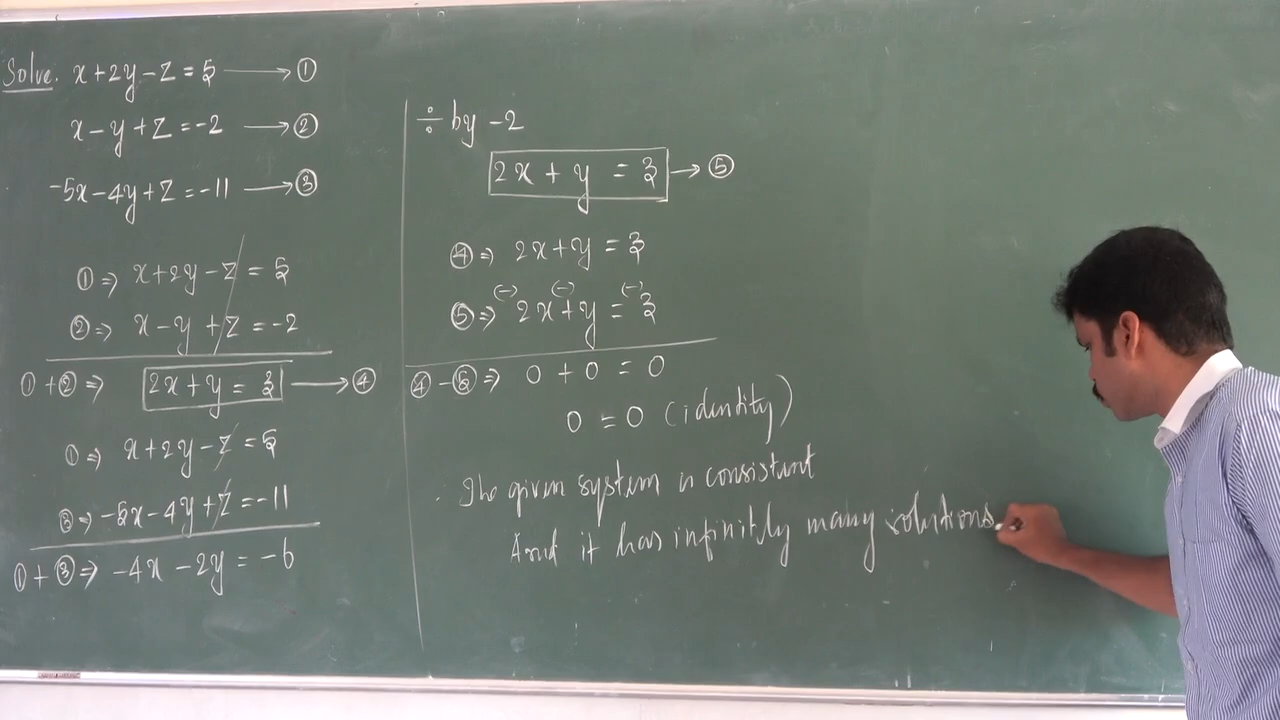 Solve. x+2y-z=5 ⟶ ①
x-y+z=-2 ⟶ ②
-5x-4y+z=-11 ⟶ ③
① ⇒ x+2y-z=5
② ⇒ x-y+z=-2
①+② ⇒ 2x+y=3 ⟶ ④
① ⇒ x+2y-z=5
③ ⇒ -5x-4y+z=-11
①+③ ⇒ -4x-2y=-6
÷ by -2
2x+y=3 → ⑤
④ ⇒ 2x+y=3
(-) (-) (-)
⑤ ⇒ 2x+y=3
④-⑤ ⇒ 0+0=0
0=0 (identity)
The given system is consistent
And it has infinitly many solutions